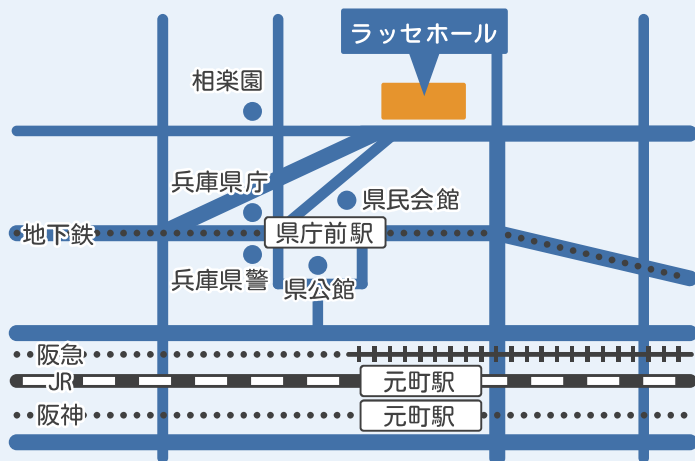 ラッセホール
相楽園
兵庫県庁
県民会館
地下鉄
県庁前駅
兵庫県警
県公館
阪急
JR
元町駅
阪神
元町駅